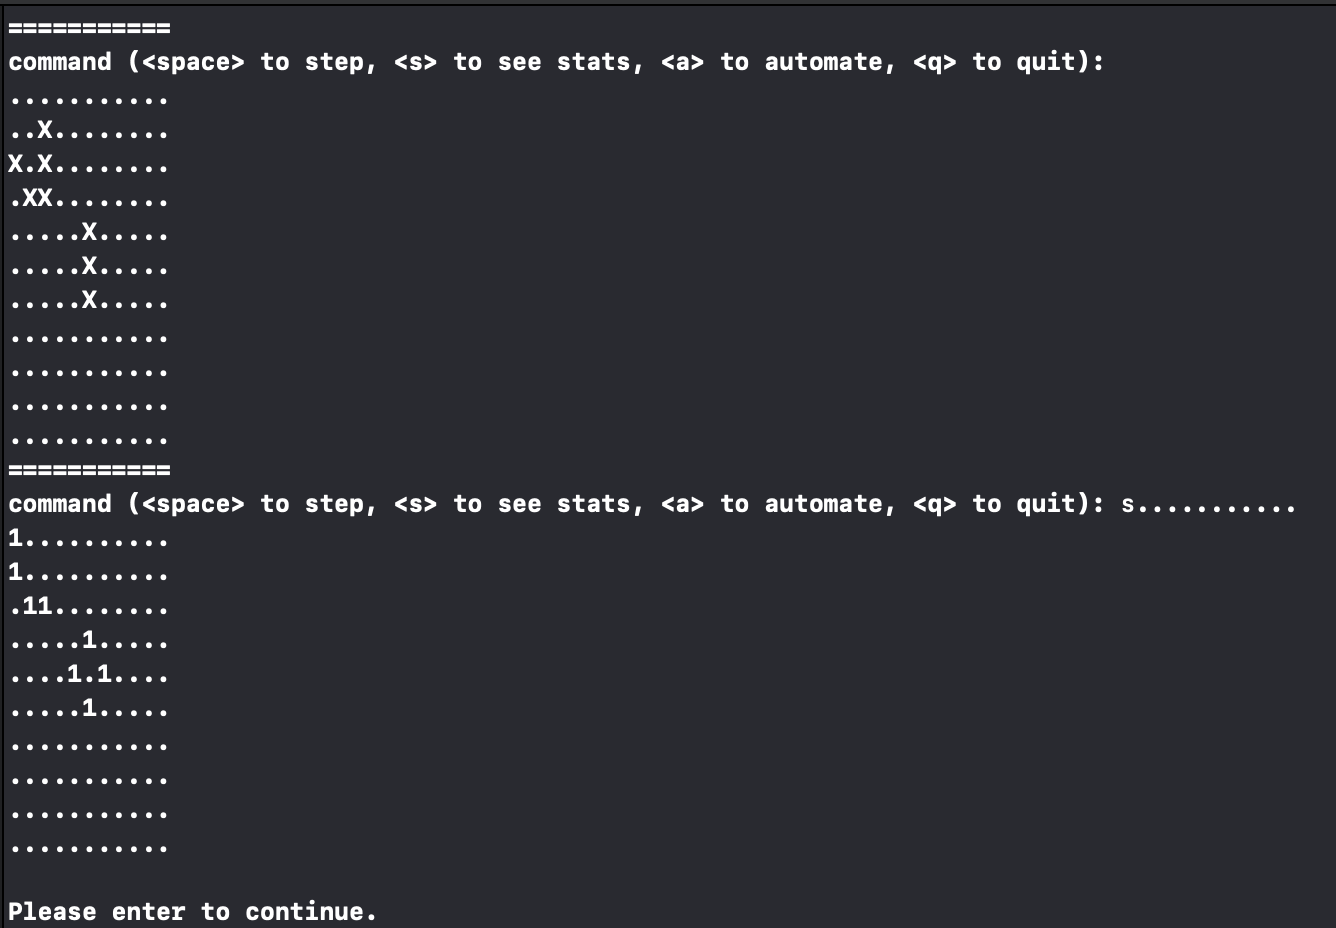 ===========
command (<space> to step, <s> to see stats, <a> to automate, <q> to quit):
...........
..X........
X.X........
.XX........
.....X.....
.....X.....
.....X.....
...........
...........
...........
...........
===========
command (<space> to step, <s> to see stats, <a> to automate, <q> to quit): s...........
1..........
1..........
.11........
.....1.....
....1.1....
.....1.....
...........
...........
...........
...........
Please enter to continue.